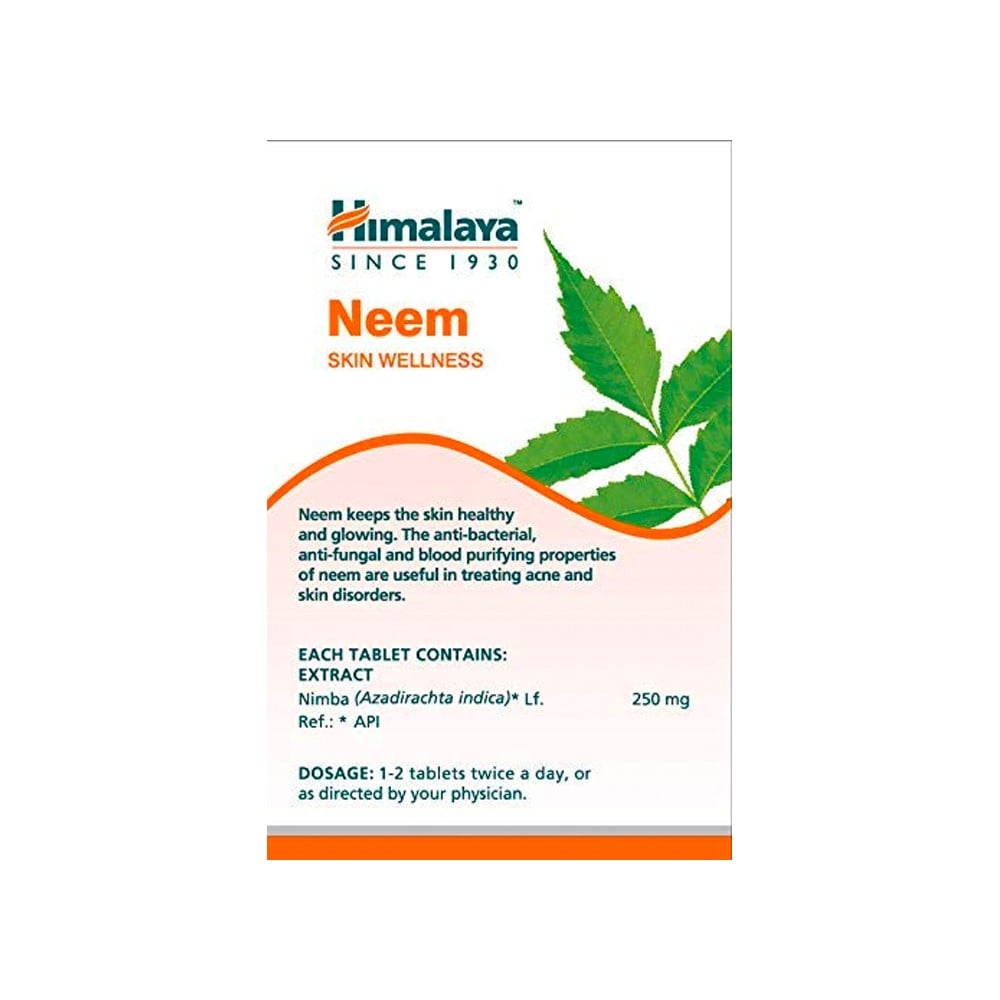 Himalaya™
SINCE 1930
Neem
SKIN WELLNESS
Neem keeps the skin healthy
and glowing. The anti-bacterial,
anti-fungal and blood purifying properties
of neem are useful in treating acne and
skin disorders.
EACH TABLET CONTAINS:
EXTRACT
Nimba (Azadirachta indica)* Lf. 250 mg
Ref.: * API
DOSAGE: 1-2 tablets twice a day, or
as directed by your physician.